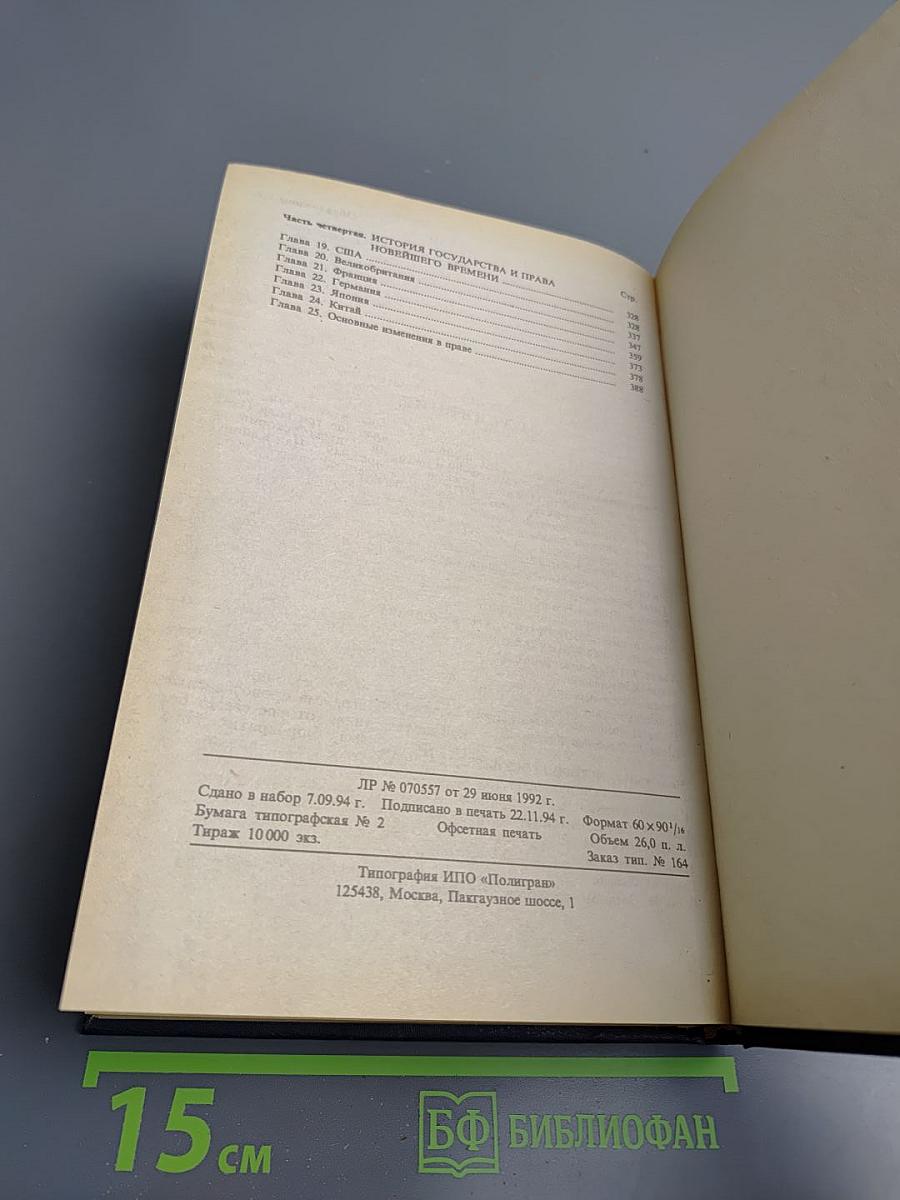 Стр.
Часть четвертая. ИСТОРИЯ ГОСУДАРСТВА И ПРАВА
НОВЕЙШЕГО ВРЕМЕНИ ........ 328
Глава 19. США ........ 328
Глава 20. Великобритания ........ 337
Глава 21. Франция ........ 347
Глава 22. Германия ........ 359
Глава 23. Япония ........ 373
Глава 24. Китай ........ 378
Глава 25. Основные изменения в праве ........ 388
ЛР № 070557 от 29 июня 1992 г.
Сдано в набор 7.09.94 г. Подписано в печать 22.11.94 г. Формат 60×90¹/₁₆
Бумага типографская № 2 Офсетная печать Объем 26,0 п. л.
Тираж 10 000 экз. Заказ тип. № 164
Типография ИПО «Полигран»
125438, Москва, Пакгаузное шоссе, 1
15 см
БФ БИБЛИОФАН